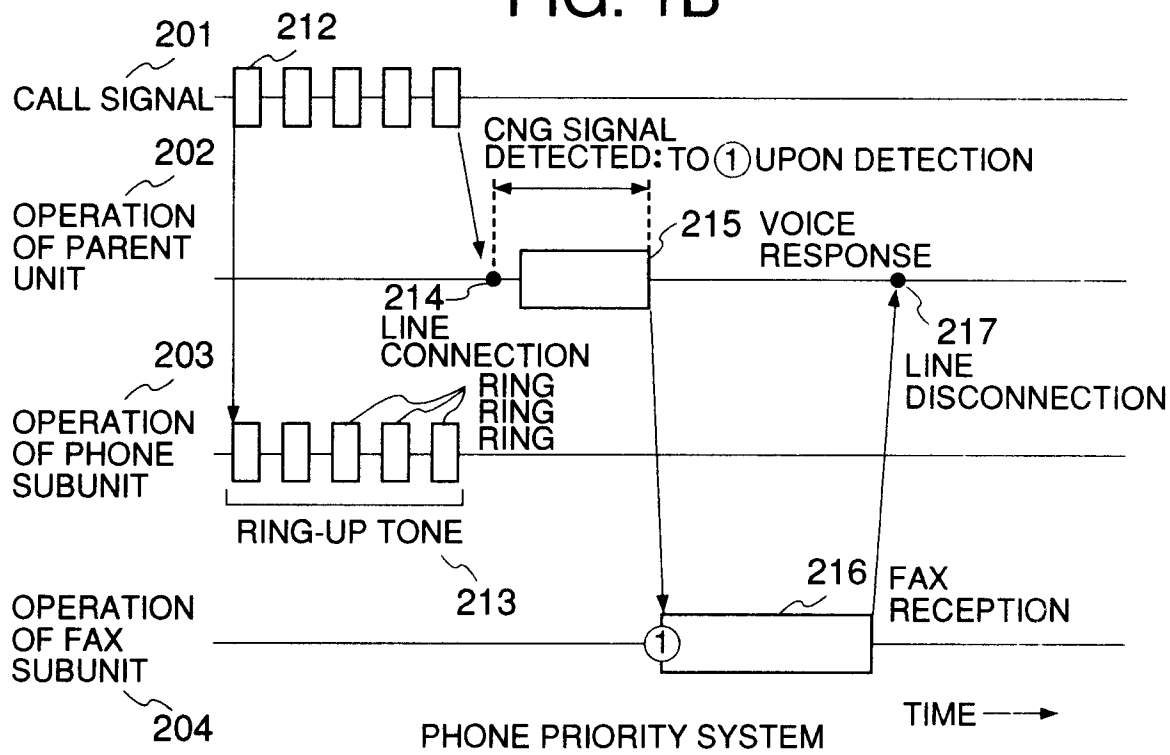 FIG. 1B
201
212
CALL SIGNAL
CNG SIGNAL
DETECTED: TO ① UPON DETECTION
202
OPERATION
OF PARENT
UNIT
215 VOICE
RESPONSE
214
LINE
CONNECTION
217
LINE
DISCONNECTION
203
RING
RING
RING
OPERATION
OF PHONE
SUBUNIT
RING-UP TONE
213
216 FAX
RECEPTION
OPERATION
OF FAX
SUBUNIT
①
204
TIME
PHONE PRIORITY SYSTEM